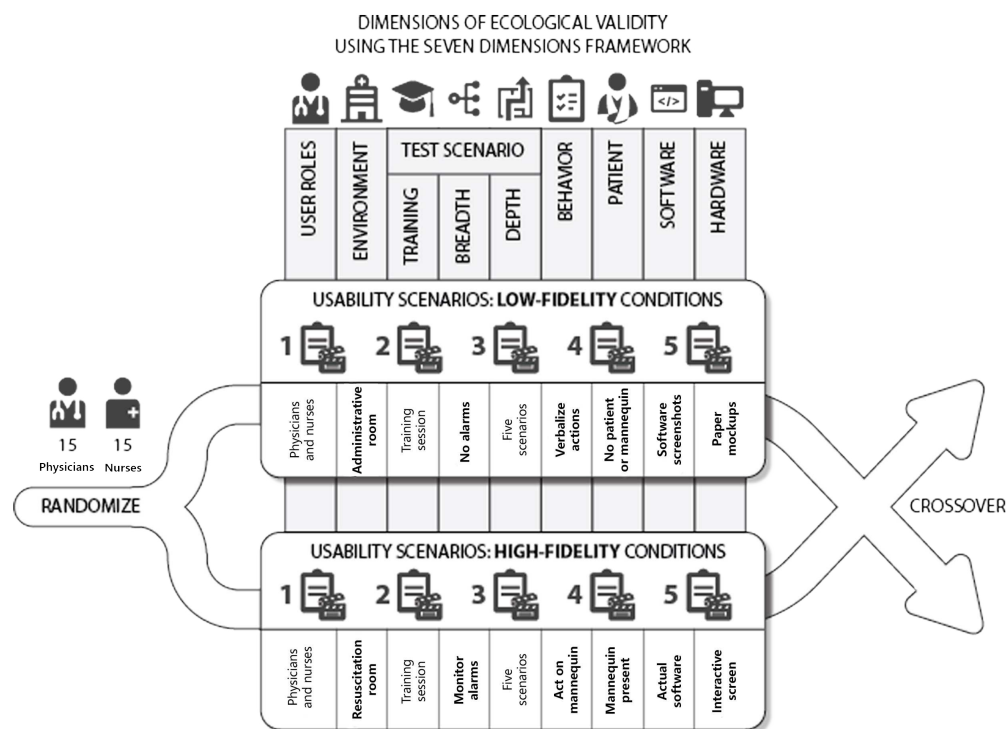 DIMENSIONS OF ECOLOGICAL VALIDITY
USING THE SEVEN DIMENSIONS FRAMEWORK
</>
USER ROLES
ENVIRONMENT
TEST SCENARIO
TRAINING
BREADTH
DEPTH
BEHAVIOR
PATIENT
SOFTWARE
HARDWARE
USABILITY SCENARIOS: LOW-FIDELITY CONDITIONS
1 2 3 4 5
Physicians
and nurses
Administrative
room
Training
session
No alarms
Five
scenarios
Verbalize
actions
No patient
or mannequin
Software
screenshots
Paper
mockups
15 15
Physicians Nurses
RANDOMIZE
CROSSOVER
USABILITY SCENARIOS: HIGH-FIDELITY CONDITIONS
1 2 3 4 5
Physicians
and nurses
Resuscitation
room
Training
session
Monitor
alarms
Five
scenarios
Act on
mannequin
Mannequin
present
Actual
software
Interactive
screen